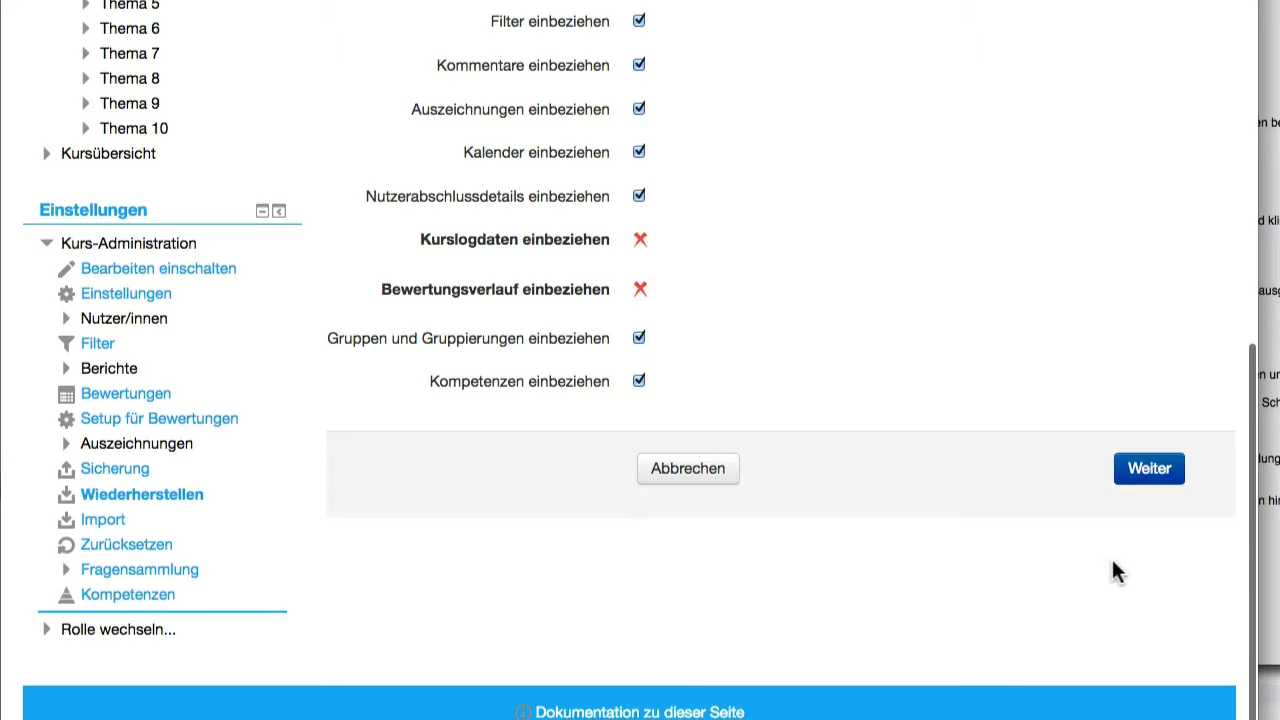 Thema 5
Thema 6
Thema 7
Thema 8
Thema 9
Thema 10
Kursübersicht
Einstellungen
Kurs-Administration
Bearbeiten einschalten
Einstellungen
Nutzer/innen
Filter
Berichte
Bewertungen
Setup für Bewertungen
Auszeichnungen
Sicherung
Wiederherstellen
Import
Zurücksetzen
Fragensammlung
Kompetenzen
Rolle wechseln...
Filter einbeziehen
Kommentare einbeziehen
Auszeichnungen einbeziehen
Kalender einbeziehen
Nutzerabschlussdetails einbeziehen
Kurslogdaten einbeziehen
Bewertungsverlauf einbeziehen
Gruppen und Gruppierungen einbeziehen
Kompetenzen einbeziehen
Abbrechen
Weiter
Dokumentation zu dieser Seite